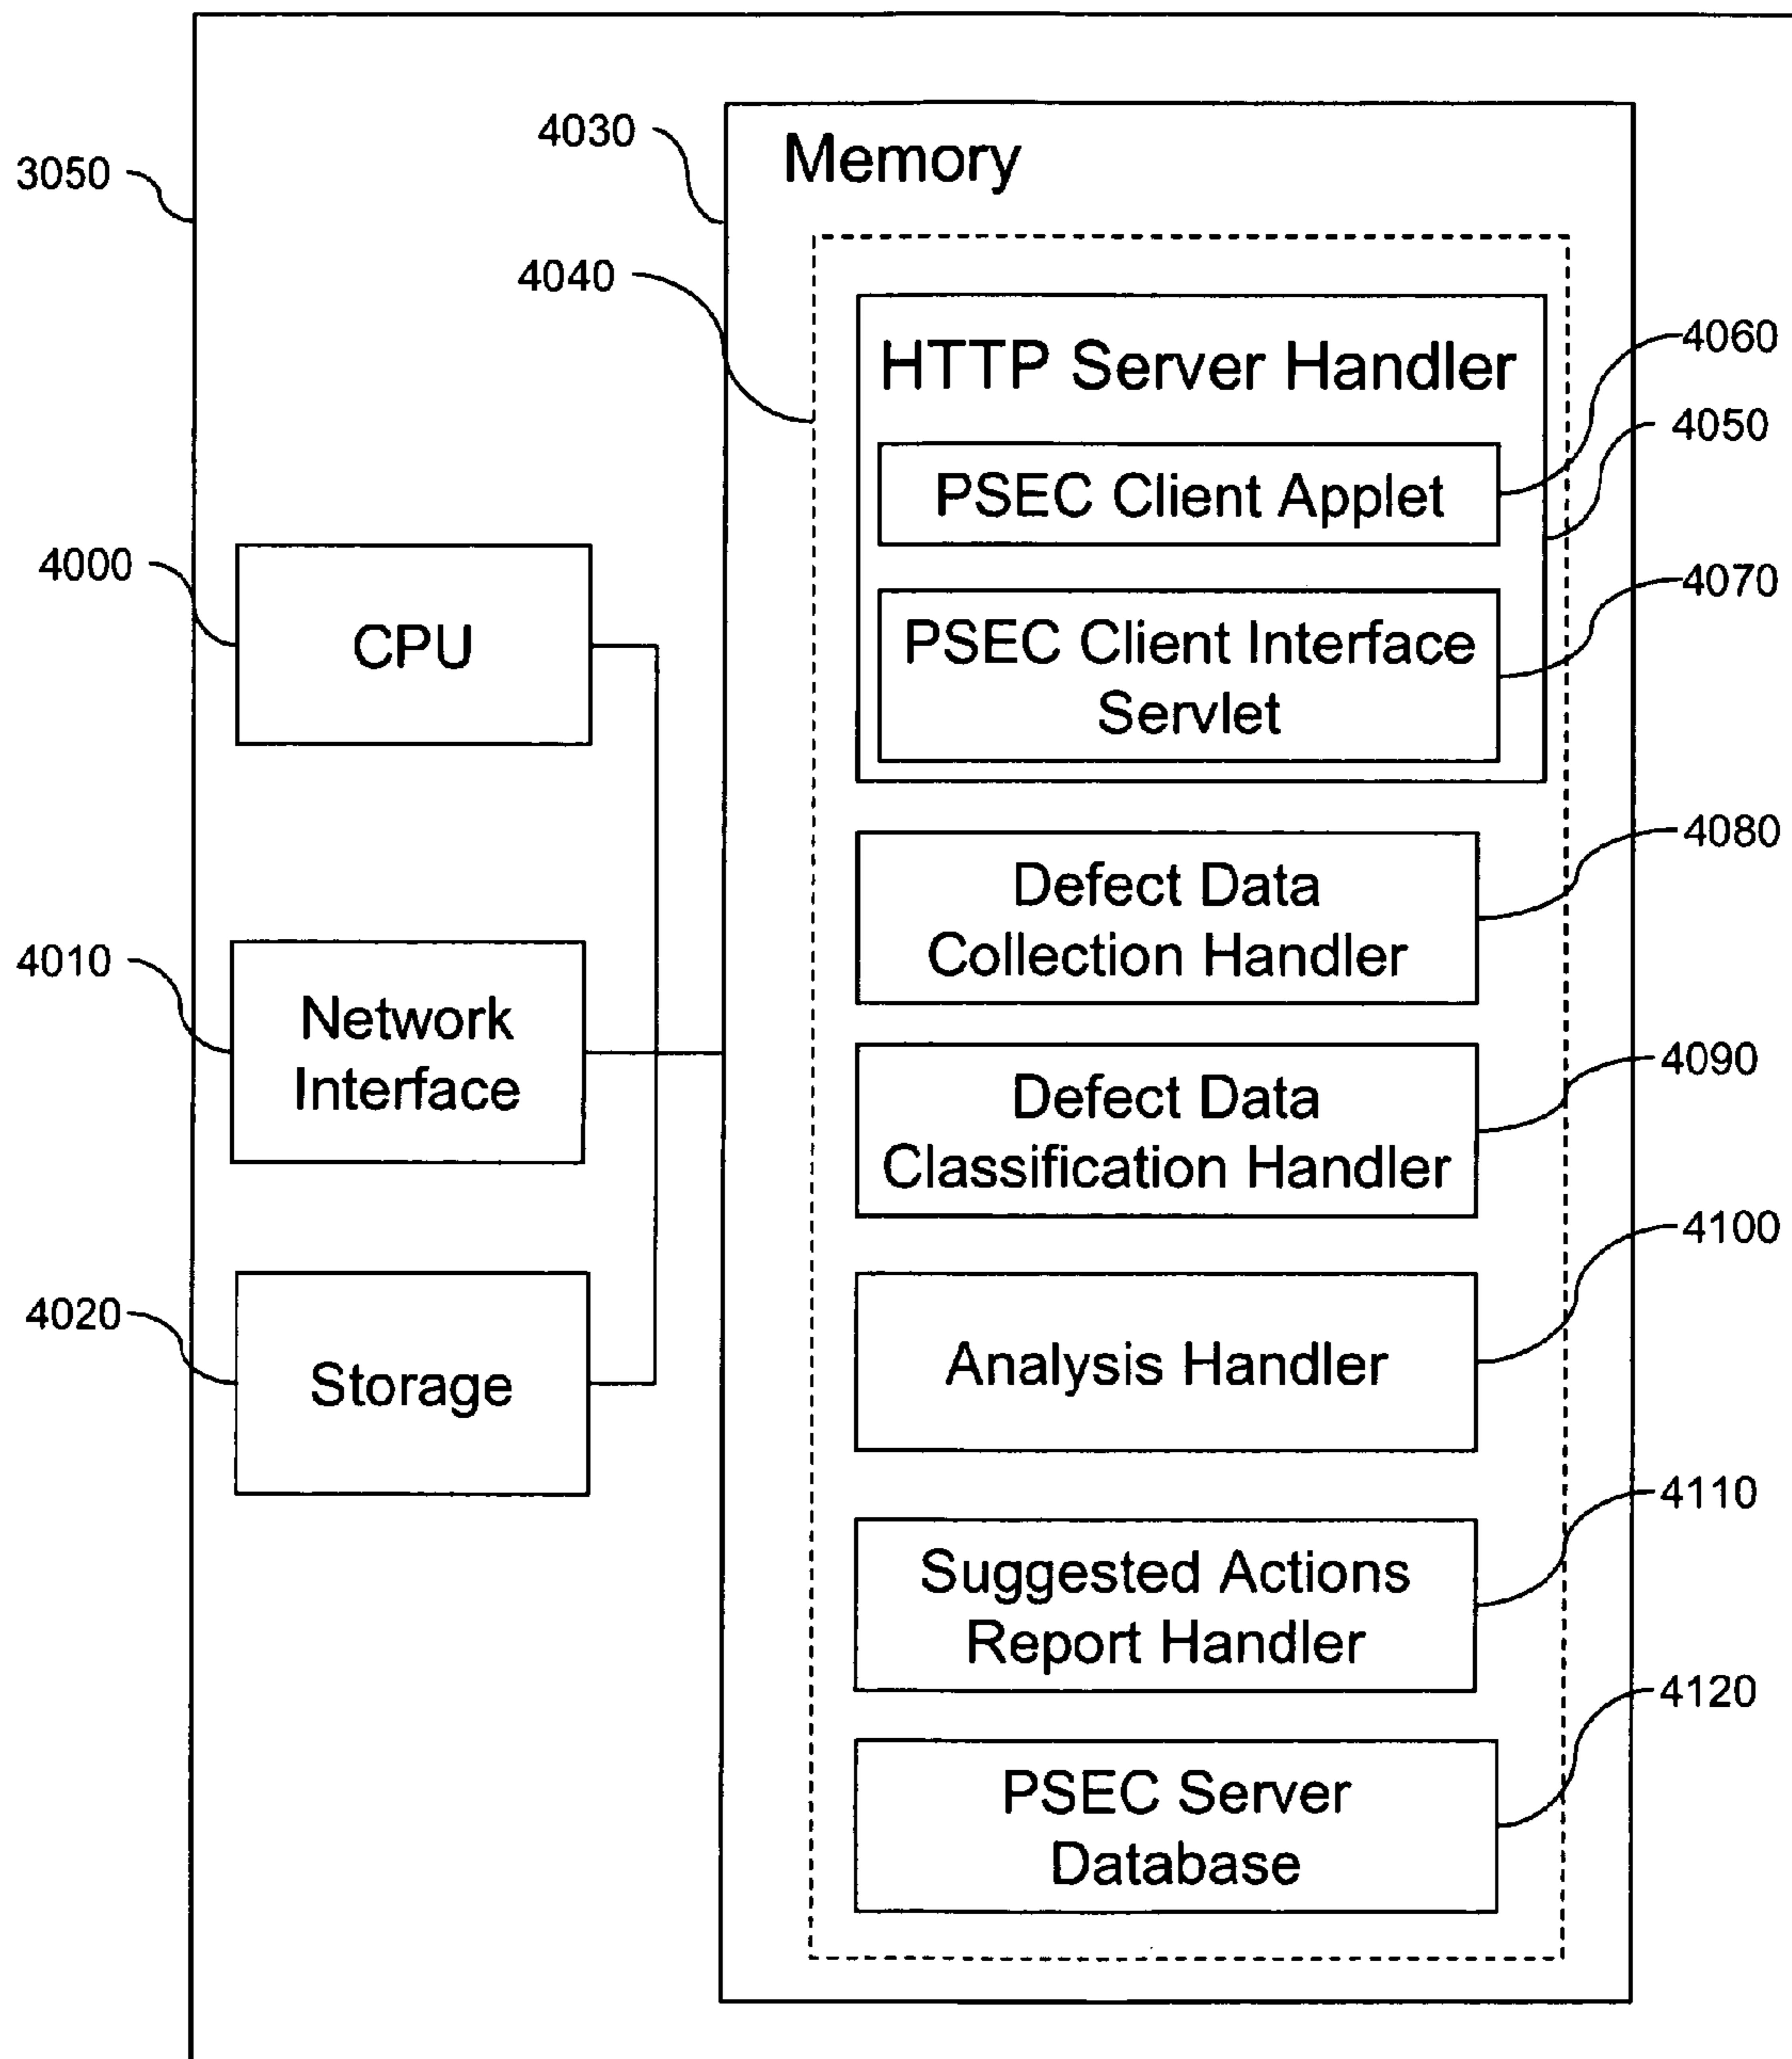 4030
Memory
3050
4040
4060
HTTP Server Handler
4050
PSEC Client Applet
4000
CPU
4070
PSEC Client Interface
Servlet
4080
Defect Data
Collection Handler
4010
Network
Interface
4090
Defect Data
Classification Handler
4100
4020
Storage
Analysis Handler
4110
Suggested Actions
Report Handler
4120
PSEC Server
Database